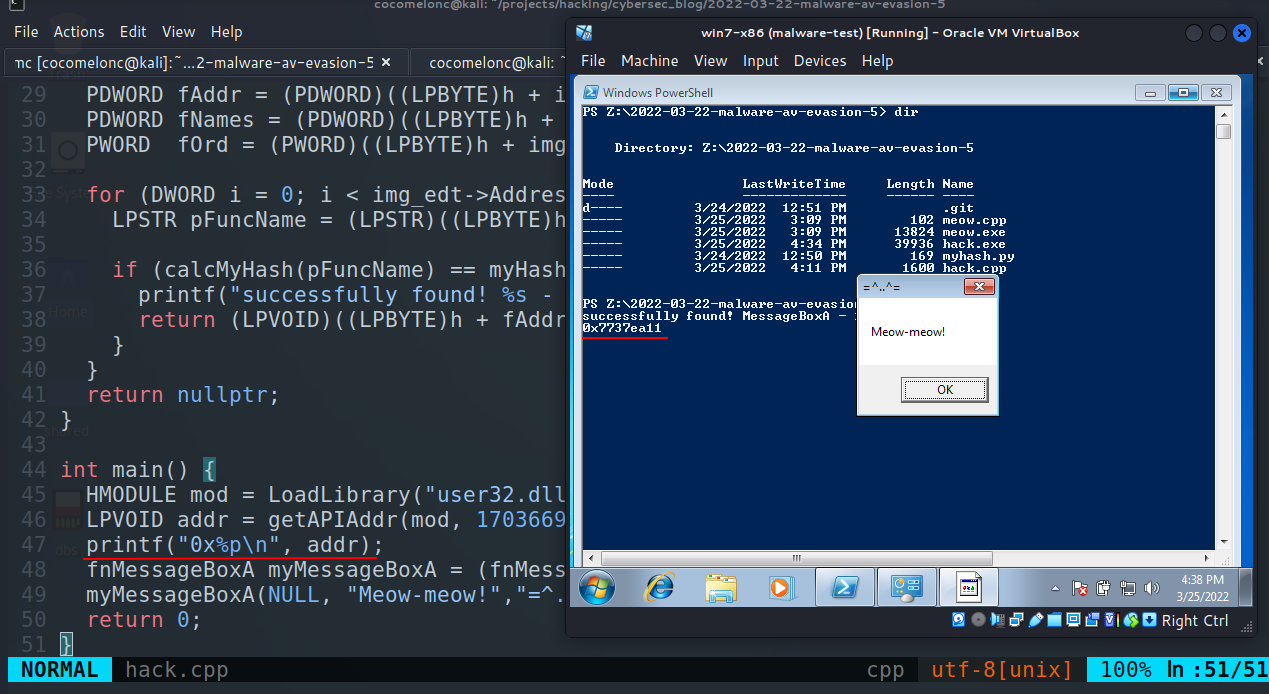 cocomelonc@kali: ~/projects/hacking/cybersec_blog/2022-03-22-malware-av-evasion-5
File Actions Edit View Help
mc [cocomelonc@kali]:~...2-malware-av-evasion-5 ×
cocomelonc@kali: ~
29 PDWORD fAddr = (PDWORD)((LPBYTE)h + i
30 PDWORD fNames = (PDWORD)((LPBYTE)h +
31 PWORD  fOrd = (PWORD)((LPBYTE)h + img
32
33 for (DWORD i = 0; i < img_edt->Addres
34 LPSTR pFuncName = (LPSTR)((LPBYTE)h
35
36 if (calcMyHash(pFuncName) == myHash
37 printf("successfully found! %s -
38 return (LPVOID)((LPBYTE)h + fAddr
39 }
40 }
41 return nullptr;
42 }
43
44 int main() {
45 HMODULE mod = LoadLibrary("user32.dll
46 LPVOID addr = getAPIAddr(mod, 1703669
47 printf("0x%p\n", addr);
48 fnMessageBoxA myMessageBoxA = (fnMess
49 myMessageBoxA(NULL, "Meow-meow!","=^.
50 return 0;
51 }
NORMAL hack.cpp cpp utf-8[unix] 100% ln :51/51
Home
win7-x86 (malware-test) [Running] - Oracle VM VirtualBox
File Machine View Input Devices Help
Windows PowerShell
PS Z:\2022-03-22-malware-av-evasion-5> dir
Directory: Z:\2022-03-22-malware-av-evasion-5
Mode LastWriteTime Length Name
---- ------------- ------ ----
d---- 3/24/2022 12:51 PM .git
----- 3/25/2022 3:09 PM 102 meow.cpp
----- 3/25/2022 3:09 PM 13824 meow.exe
----- 3/25/2022 4:34 PM 39936 hack.exe
----- 3/24/2022 12:50 PM 169 myhash.py
----- 3/25/2022 4:11 PM 1600 hack.cpp
PS Z:\2022-03-22-malware-av-evasion
successfully found! MessageBoxA -
0x7737ea11
=^..^=
Meow-meow!
OK
4:38 PM
3/25/2022
Right Ctrl